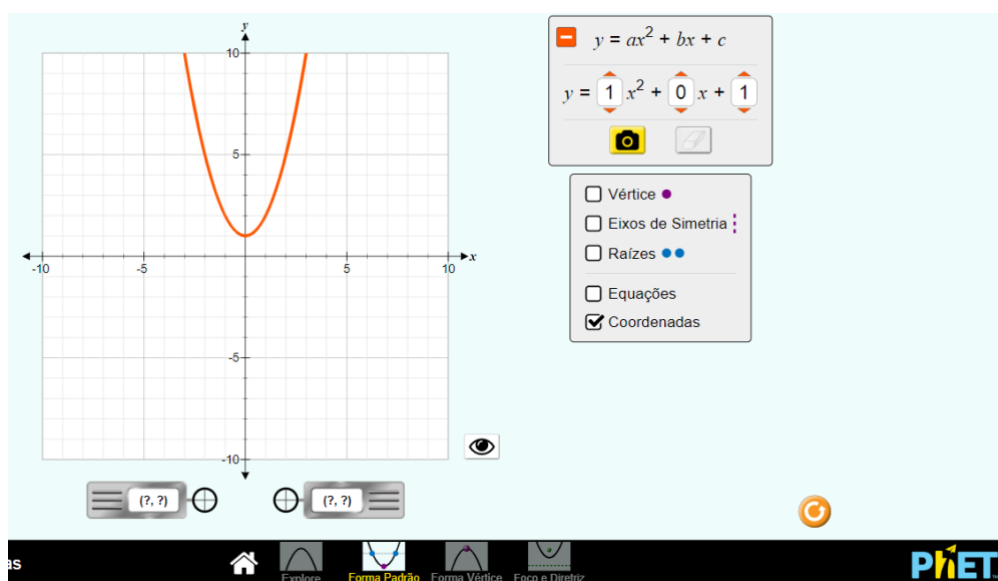 y
10
5
-10
-5
5
10
x
-5
-10
(?, ?)
(?, ?)
y = ax² + bx + c
y = 1 x² + 0 x + 1
Vértice
Eixos de Simetria
Raízes
Equações
Coordenadas
as
Explore
Forma Padrão
Forma Vértice
Foco e Diretriz
PhET